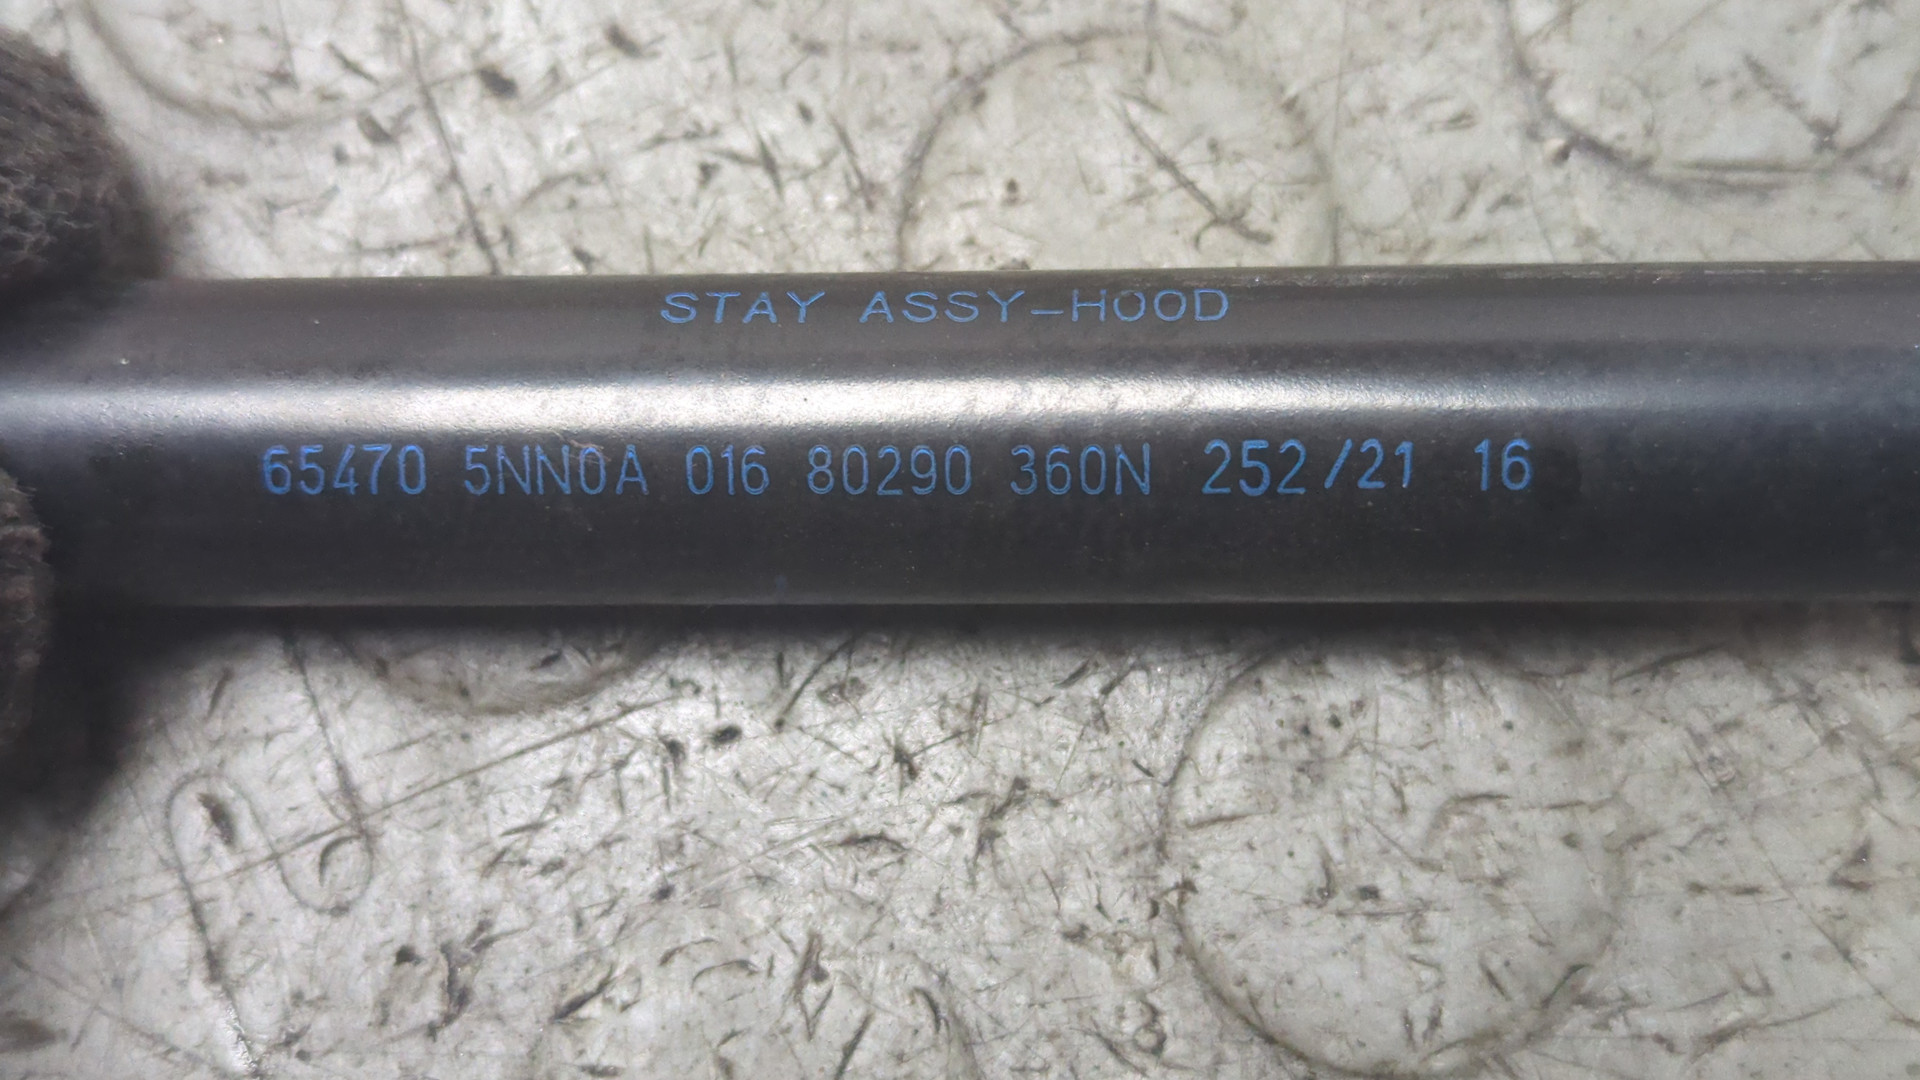 STAY ASSY-HOOD
65470 5NN0A 016 80290 360N 252/21 16